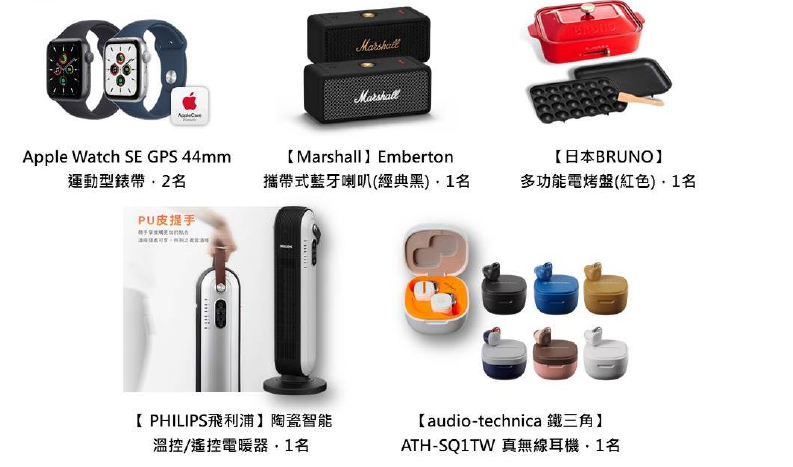 Marshall
Marshall
BRUNO
AppleCare
Apple Watch SE GPS 44mm
運動型錶帶・2名
【Marshall】Emberton
攜帶式藍牙喇叭(經典黑)・1名
【日本BRUNO】
多功能電烤盤(紅色)・1名
PU皮提手
PHILIPS
【 PHILIPS飛利浦】陶瓷智能
溫控/遙控電暖器・1名
【audio-technica 鐵三角】
ATH-SQ1TW 真無線耳機・1名